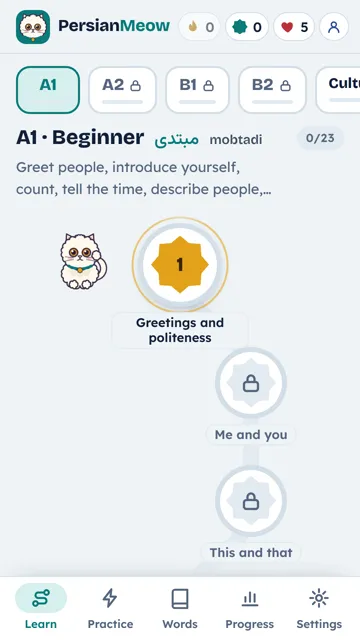 PersianMeow 0 0 5
A1 A2 B1 B2 Cultu
A1 · Beginner مبتدی mobtadi 0/23
Greet people, introduce yourself,
count, tell the time, describe people,...
1
Greetings and
politeness
Me and you
This and that
Learn Practice Words Progress Settings